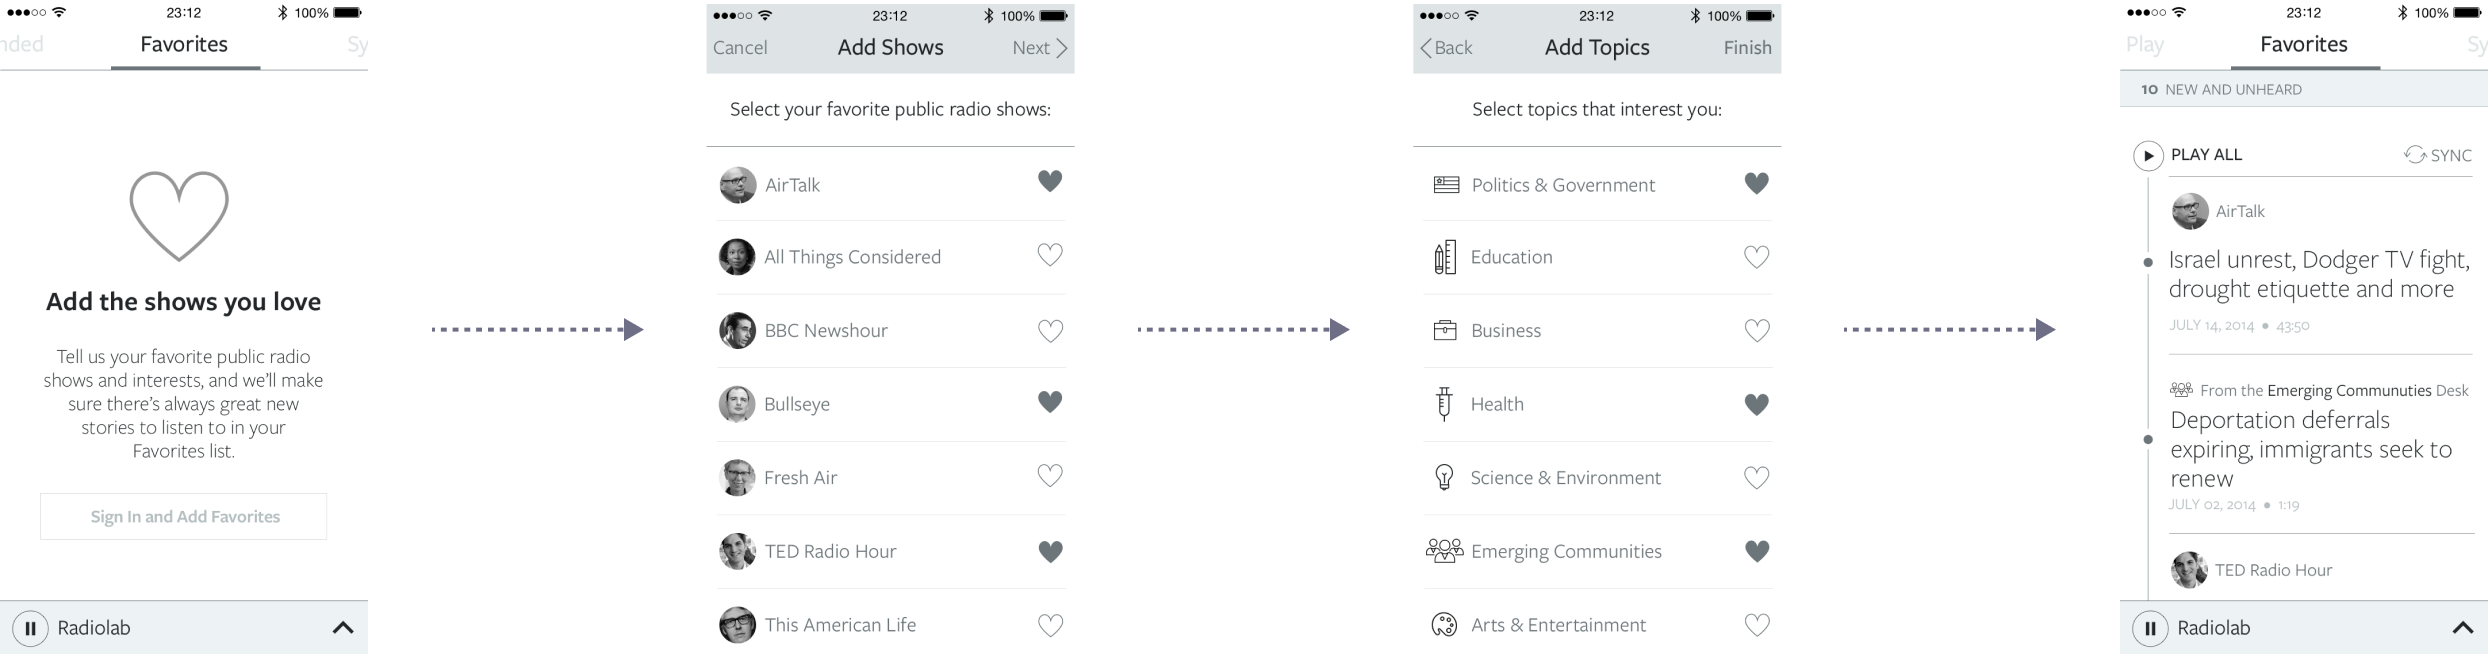 23:12
100%
nded
Favorites
Sy
Add the shows you love
Tell us your favorite public radio
shows and interests, and we'll make
sure there's always great new
stories to listen to in your
Favorites list.
Sign In and Add Favorites
Radiolab
23:12
100%
Cancel
Add Shows
Next
Select your favorite public radio shows:
AirTalk
All Things Considered
BBC Newshour
Bullseye
Fresh Air
TED Radio Hour
This American Life
23:12
100%
Back
Add Topics
Finish
Select topics that interest you:
Politics & Government
Education
Business
Health
Science & Environment
Emerging Communities
Arts & Entertainment
23:12
100%
Play
Favorites
Sy
10 NEW AND UNHEARD
PLAY ALL
SYNC
AirTalk
Israel unrest, Dodger TV fight,
drought etiquette and more
JULY 14, 2014 • 43:50
From the Emerging Communuties Desk
Deportation deferrals
expiring, immigrants seek to
renew
JULY 02, 2014 • 1:19
TED Radio Hour
Radiolab